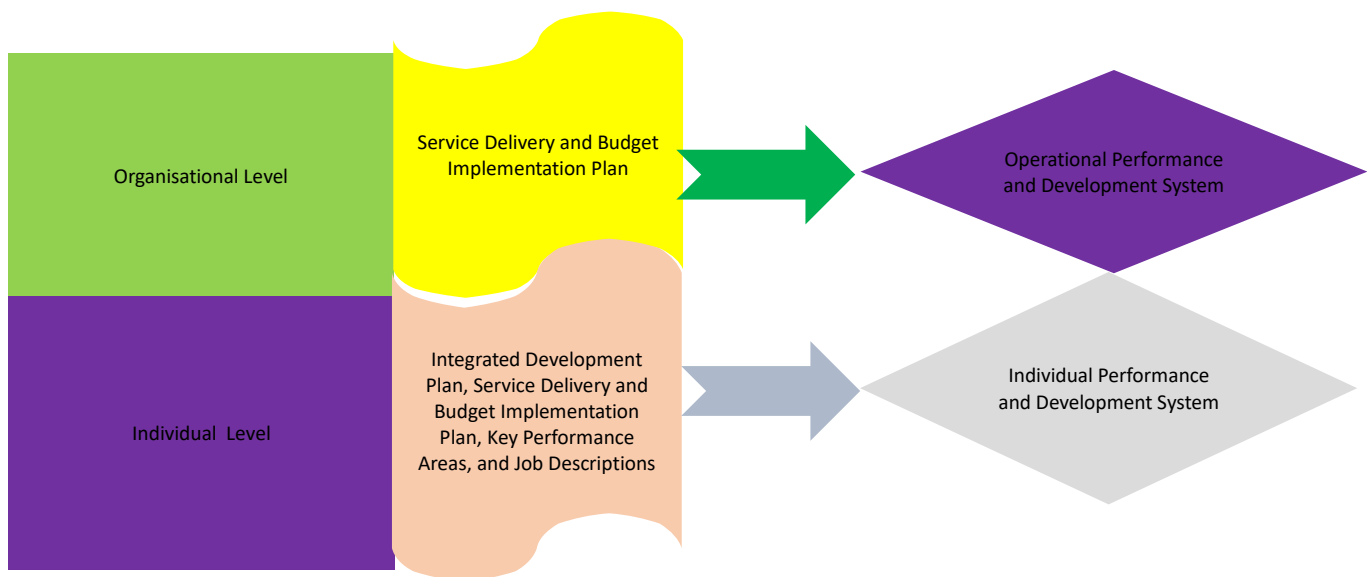 Organisational Level
Service Delivery and Budget
Implementation Plan
Operational Performance
and Development System
Individual  Level
Integrated Development
Plan, Service Delivery and
Budget Implementation
Plan, Key Performance
Areas, and Job Descriptions
Individual Performance
and Development System